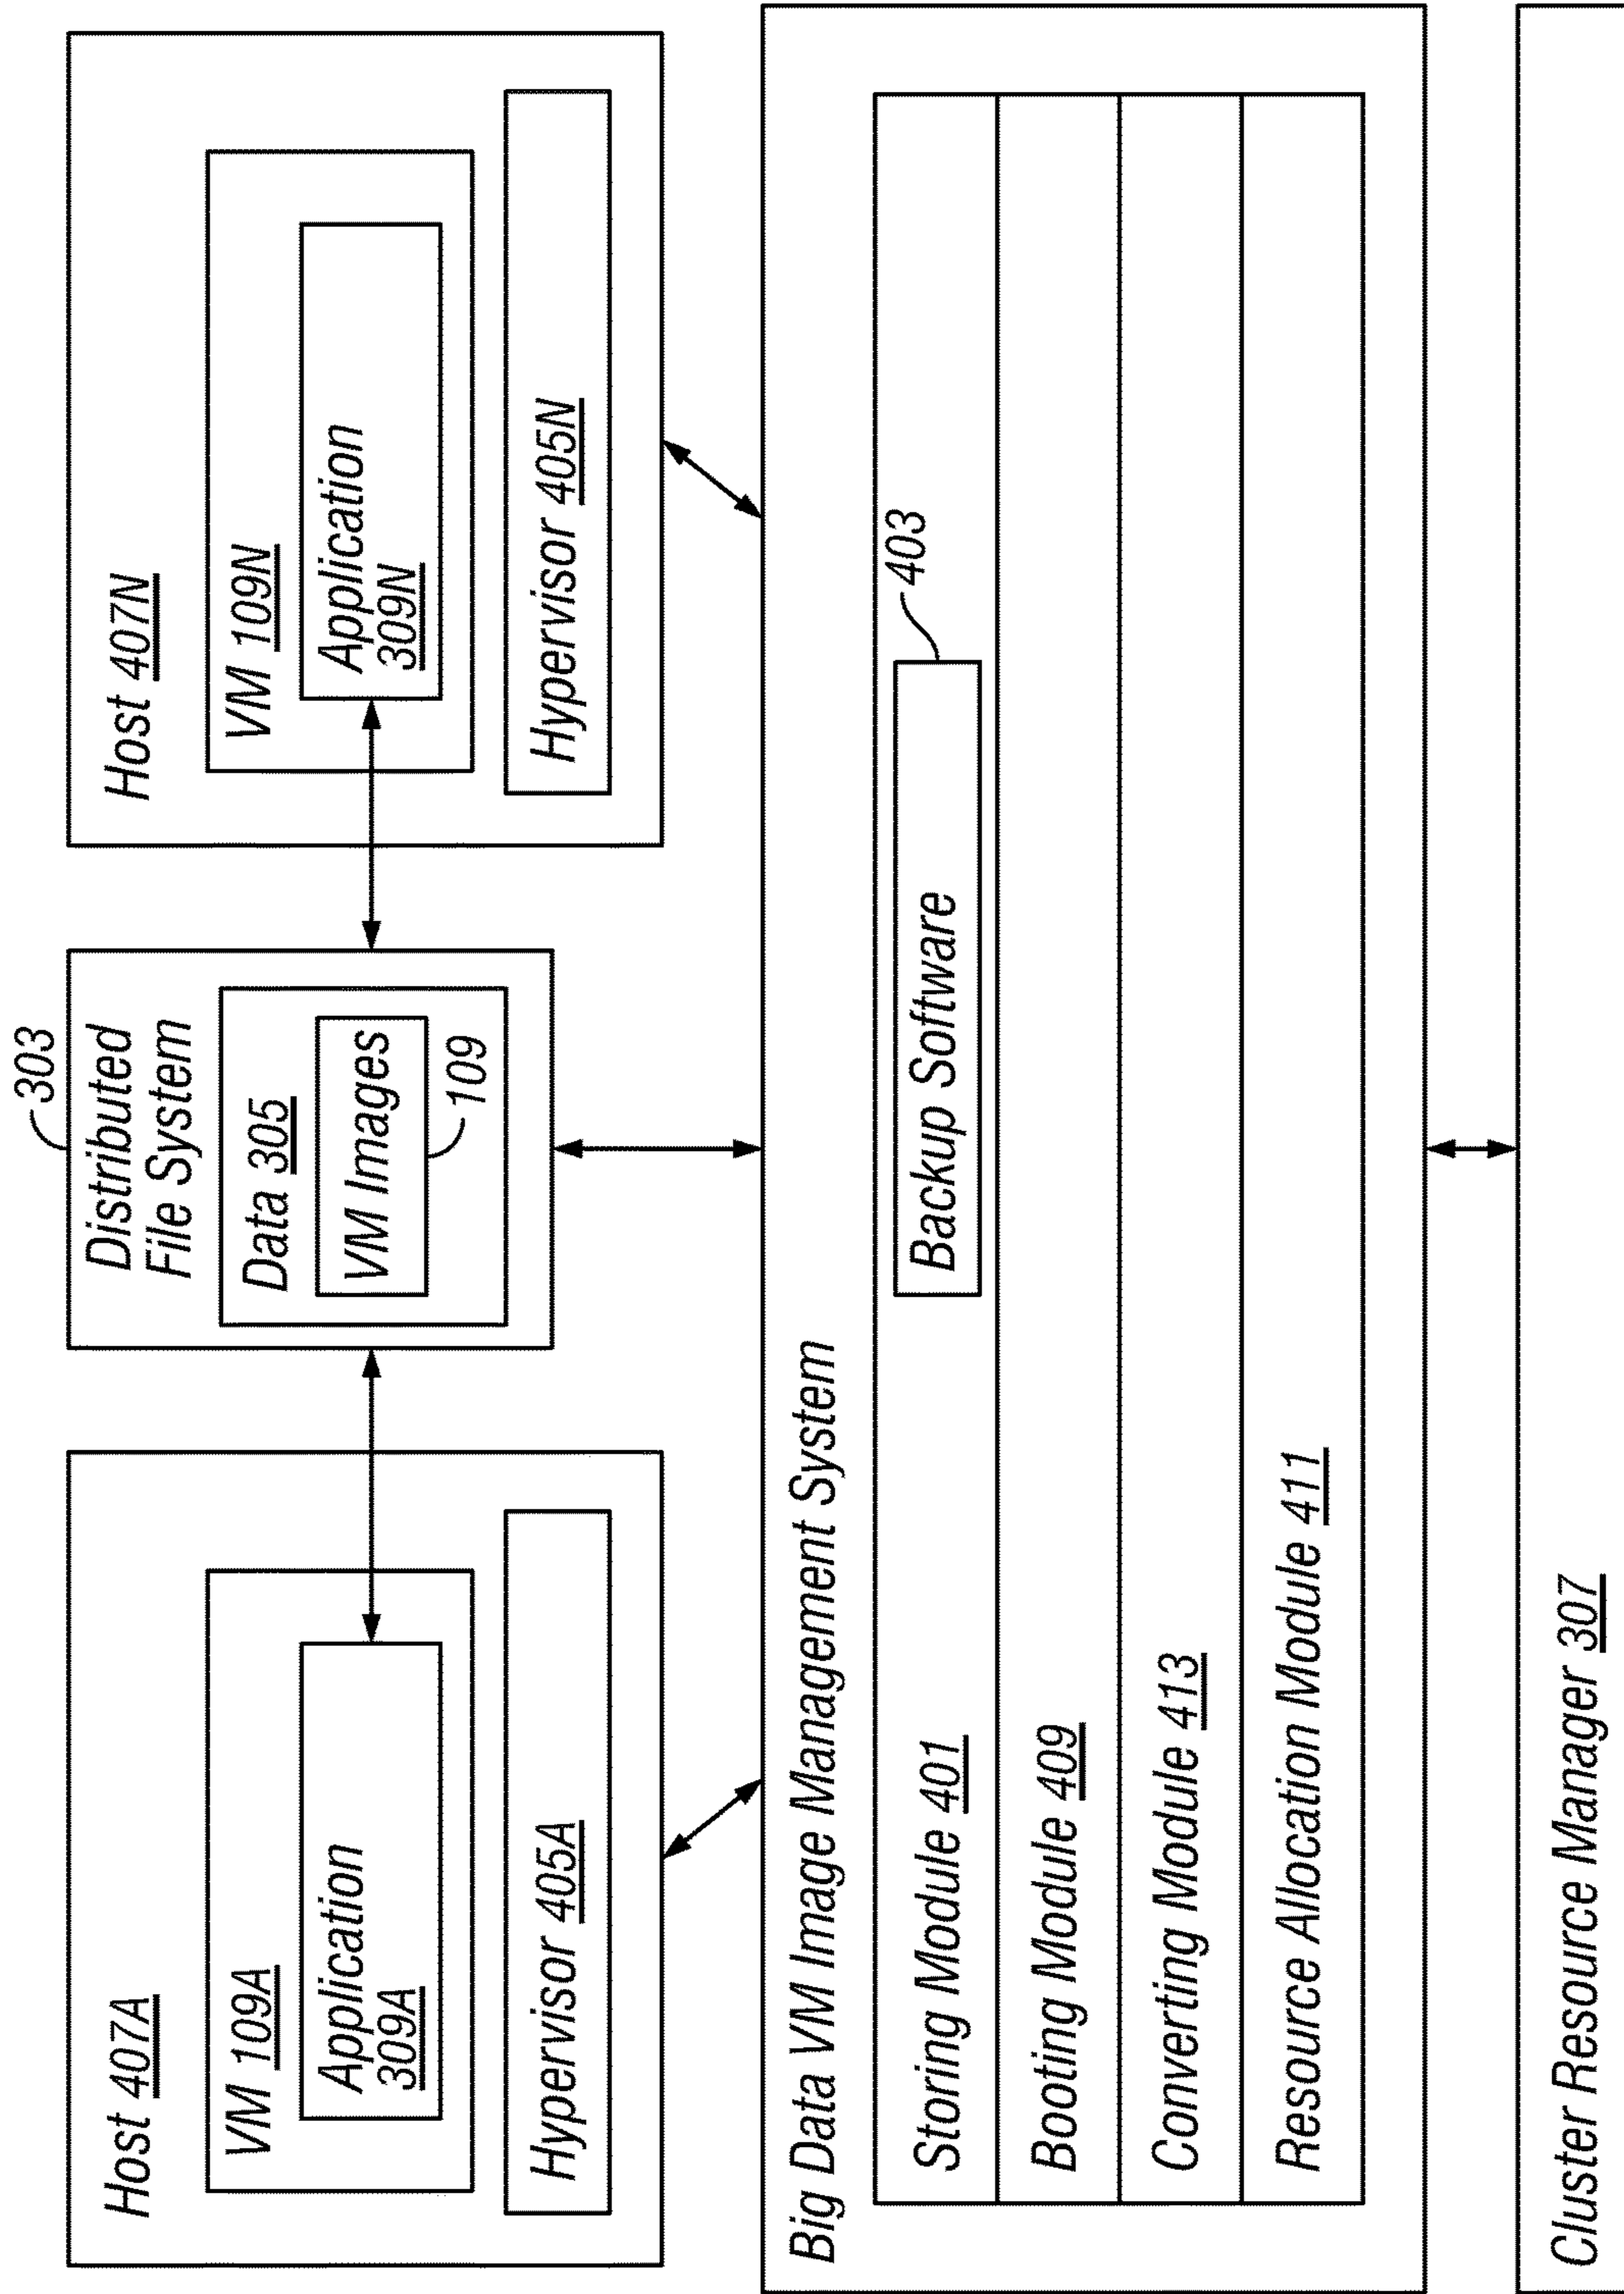 Host 407A
VM 109A
Application
309A
Hypervisor 405A
303
Distributed
File System
Data 305
VM Images
109
Host 407N
VM 109N
Application
309N
Hypervisor 405N
Big Data VM Image Management System
Storing Module 401
Backup Software
403
Booting Module 409
Converting Module 413
Resource Allocation Module 411
Cluster Resource Manager 307